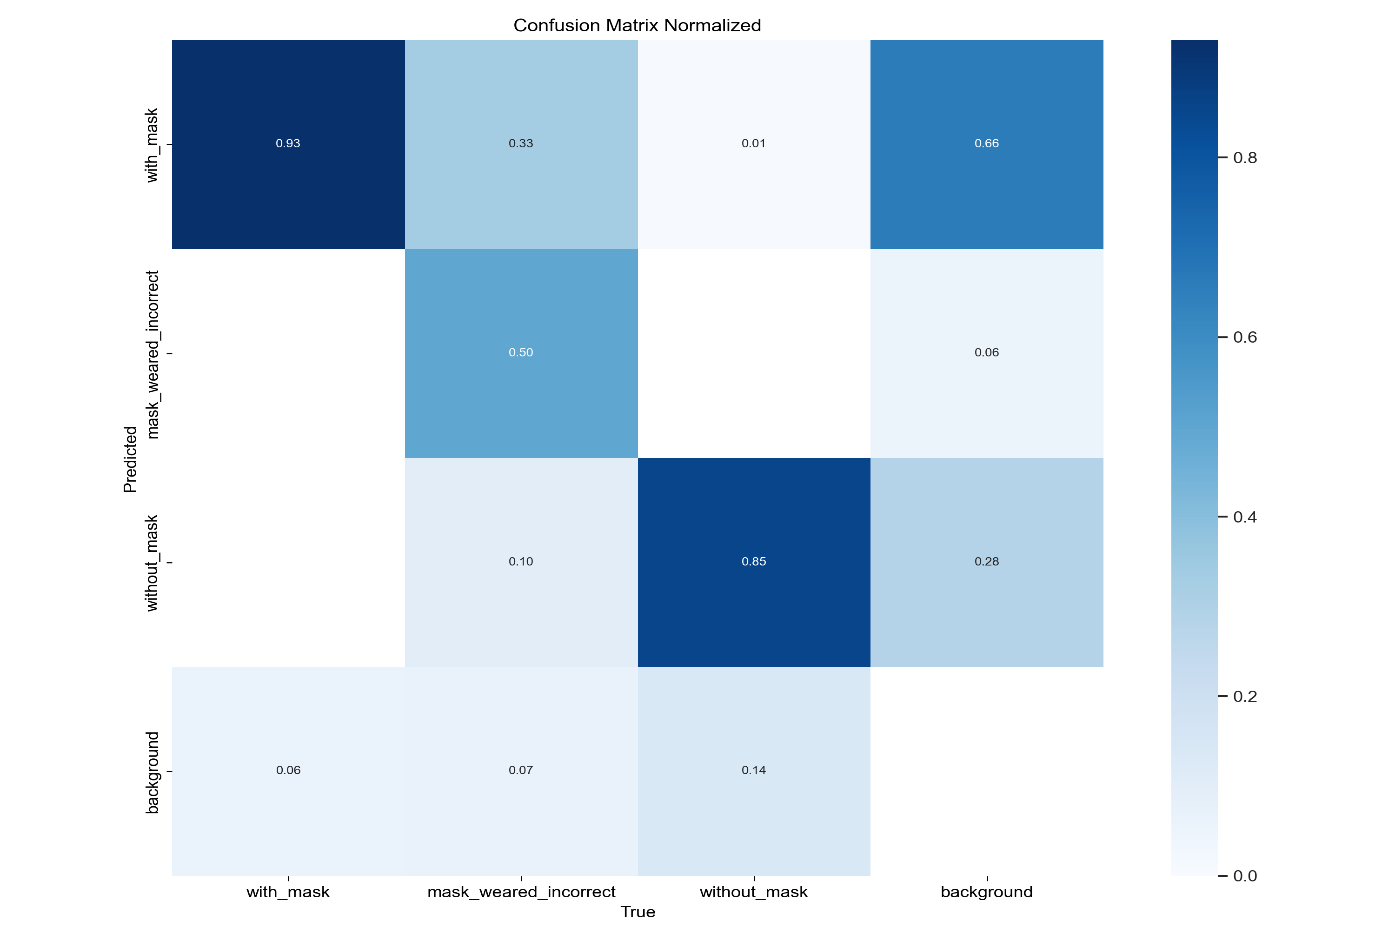 Confusion Matrix Normalized
with_mask
0.93
0.33
0.01
0.66
0.8
mask_weared_incorrect
0.50
0.06
0.6
Predicted
without_mask
0.10
0.85
0.28
0.4
0.2
background
0.06
0.07
0.14
0.0
with_mask
mask_weared_incorrect
without_mask
background
True